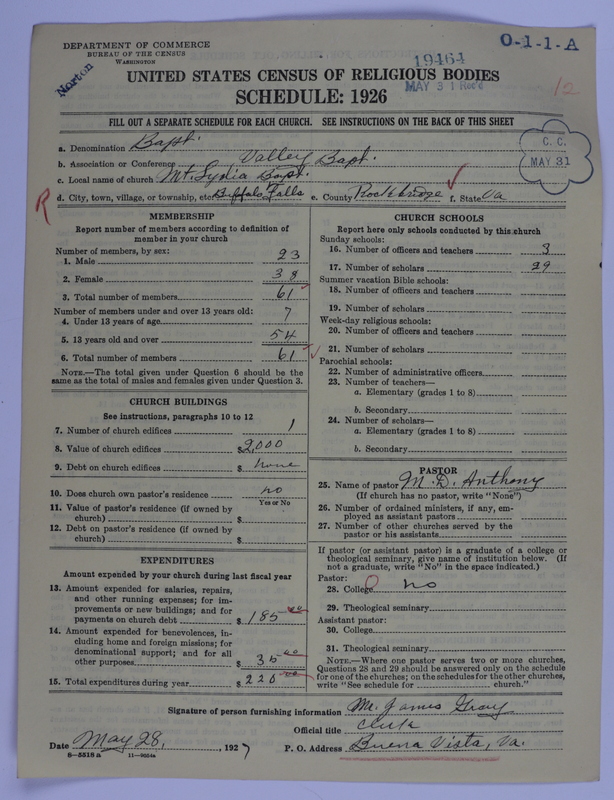 DEPARTMENT OF COMMERCE
BUREAU OF THE CENSUS
WASHINGTON
Norton
19464
MAY 31 Rec'd
O-1-1-A
12
UNITED STATES CENSUS OF RELIGIOUS BODIES
SCHEDULE: 1926
FILL OUT A SEPARATE SCHEDULE FOR EACH CHURCH. SEE INSTRUCTIONS ON THE BACK OF THIS SHEET
C. C.
MAY 31
a. Denomination Bapt.
b. Association or Conference Valley Bapt.
c. Local name of church Mt. Lydia Bapt.
R
d. City, town, village, or township, etc. Buffalo Falls e. County Rockbridge f. State Va
MEMBERSHIP
Report number of members according to definition of
member in your church
Number of members, by sex:
1. Male 23
2. Female 38
3. Total number of members 61
Number of members under and over 13 years old:
4. Under 13 years of age 7
5. 13 years old and over 54
6. Total number of members 61
NOTE.—The total given under Question 6 should be the
same as the total of males and females given under Question 3.
CHURCH BUILDINGS
See instructions, paragraphs 10 to 12
7. Number of church edifices 1
8. Value of church edifices $ 2,000
9. Debt on church edifices $ None
10. Does church own pastor's residence no
Yes or No
11. Value of pastor's residence (if owned by
church) $
12. Debt on pastor's residence (if owned by
church) $
EXPENDITURES
Amount expended by your church during last fiscal year
13. Amount expended for salaries, repairs,
and other running expenses; for im-
provements or new buildings; and for
payments on church debt $ 185 00
14. Amount expended for benevolences, in-
cluding home and foreign missions; for
denominational support; and for all
other purposes $ 35 00
15. Total expenditures during year $ 220 00
CHURCH SCHOOLS
Report here only schools conducted by this church
Sunday schools:
16. Number of officers and teachers 3
17. Number of scholars 29
Summer vacation Bible schools:
18. Number of officers and teachers
19. Number of scholars
Week-day religious schools:
20. Number of officers and teachers
21. Number of scholars
Parochial schools:
22. Number of administrative officers
23. Number of teachers—
a. Elementary (grades 1 to 8)
b. Secondary
24. Number of scholars—
a. Elementary (grades 1 to 8)
b. Secondary
PASTOR
25. Name of pastor M. D. Anthony
(If church has no pastor, write "None")
26. Number of ordained ministers, if any, em-
ployed as assistant pastors
27. Number of other churches served by the
pastor or his assistants
If pastor (or assistant pastor) is a graduate of a college or
theological seminary, give name of institution below. (If
not a graduate, write "No" in the space indicated.)
Pastor:
28. College no
29. Theological seminary
Assistant pastor:
30. College
31. Theological seminary
NOTE.—Where one pastor serves two or more churches,
Questions 28 and 29 should be answered only on the schedule
for one of the churches; on the schedules for the other churches,
write "See schedule for church."
Signature of person furnishing information Mr. James Gray
Official title Clerk
Date May 28, 1927 P. O. Address Buena Vista, Va.
8—5518 a 11—9054a